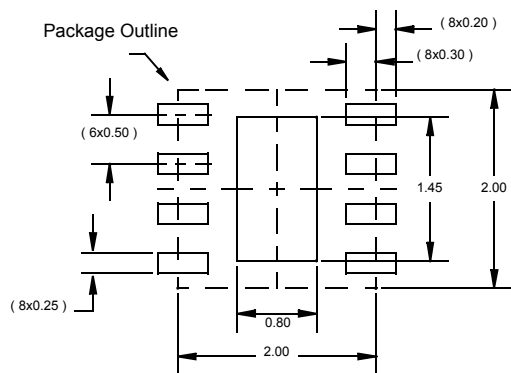 ( 8x0.20 )
Package Outline
( 8x0.30 )
( 6x0.50 )
1.45
2.00
( 8x0.25 )
0.80
2.00